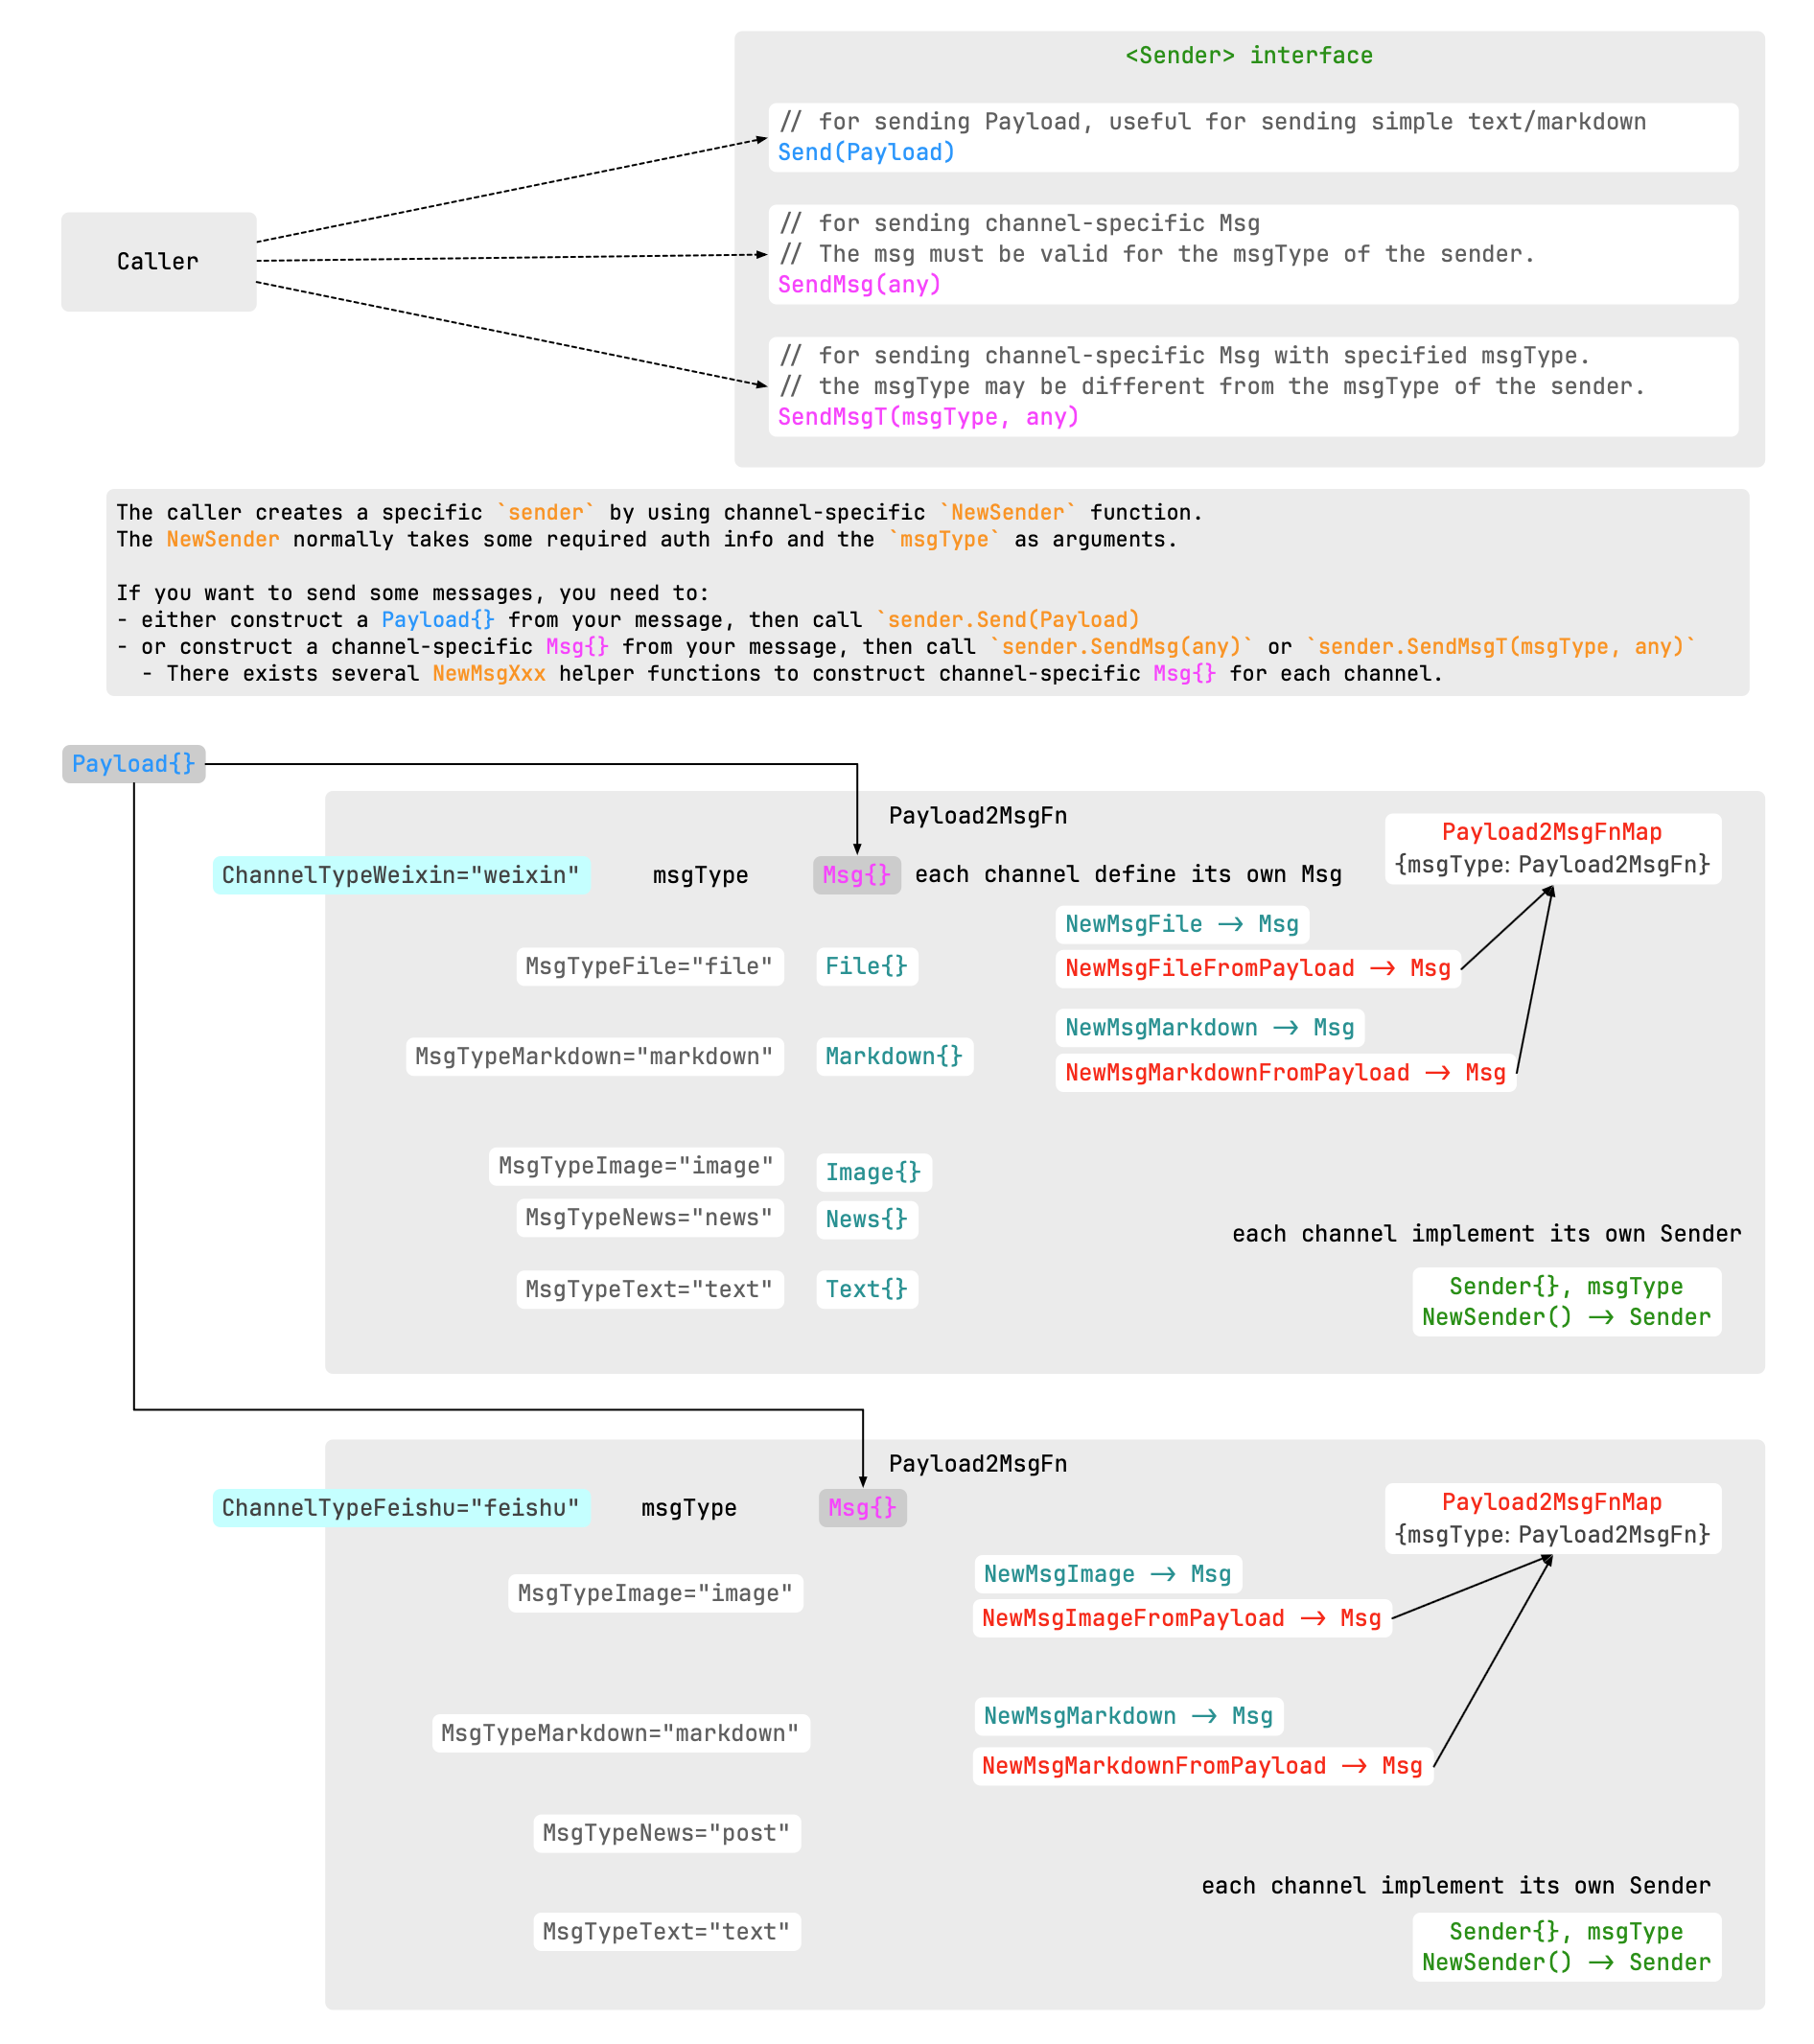 <Sender> interface
// for sending Payload, useful for sending simple text/markdown
Send(Payload)
// for sending channel-specific Msg
// The msg must be valid for the msgType of the sender.
SendMsg(any)
Caller
// for sending channel-specific Msg with specified msgType.
// the msgType may be different from the msgType of the sender.
SendMsgT(msgType, any)
The caller creates a specific `sender` by using channel-specific `NewSender` function.
The NewSender normally takes some required auth info and the `msgType` as arguments.
If you want to send some messages, you need to:
- either construct a Payload{} from your message, then call `sender.Send(Payload)
- or construct a channel-specific Msg{} from your message, then call `sender.SendMsg(any)` or `sender.SendMsgT(msgType, any)`
- There exists several NewMsgXxx helper functions to construct channel-specific Msg{} for each channel.
Payload{}
Payload2MsgFn
Payload2MsgFnMap
{msgType: Payload2MsgFn}
ChannelTypeWeixin="weixin"
msgType
Msg{}
each channel define its own Msg
NewMsgFile -> Msg
MsgTypeFile="file"
File{}
NewMsgFileFromPayload -> Msg
NewMsgMarkdown -> Msg
MsgTypeMarkdown="markdown"
Markdown{}
NewMsgMarkdownFromPayload -> Msg
MsgTypeImage="image"
Image{}
MsgTypeNews="news"
News{}
each channel implement its own Sender
MsgTypeText="text"
Text{}
Sender{}, msgType
NewSender() -> Sender
Payload2MsgFn
Payload2MsgFnMap
{msgType: Payload2MsgFn}
ChannelTypeFeishu="feishu"
msgType
Msg{}
NewMsgImage -> Msg
MsgTypeImage="image"
NewMsgImageFromPayload -> Msg
NewMsgMarkdown -> Msg
MsgTypeMarkdown="markdown"
NewMsgMarkdownFromPayload -> Msg
MsgTypeNews="post"
each channel implement its own Sender
MsgTypeText="text"
Sender{}, msgType
NewSender() -> Sender